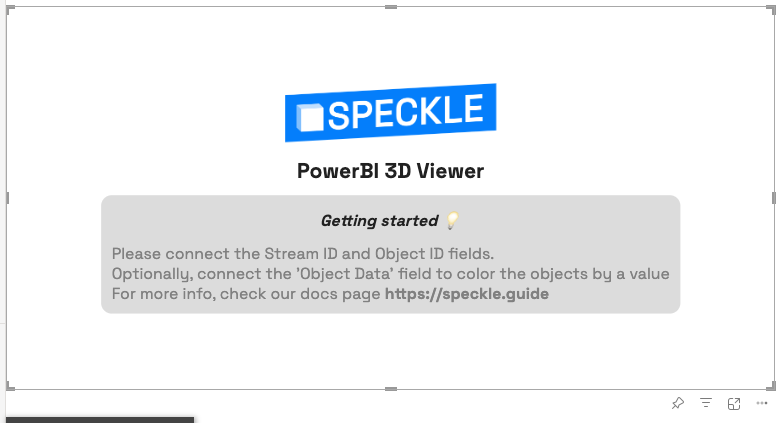 SPECKLE
PowerBI 3D Viewer
Getting started 💡
Please connect the Stream ID and Object ID fields.
Optionally, connect the 'Object Data' field to color the objects by a value
For more info, check our docs page https://speckle.guide